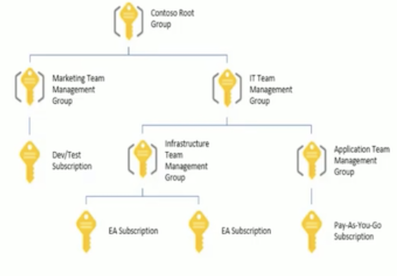 Contoso Root
Group
Marketing Team
Management
Group
IT Team
Management
Group
Dev/Test
Subscription
Infrastructure
Team
Management
Group
Application Team
Management
Group
EA Subscription
EA Subscription
Pay-As-You-Go
Subscription